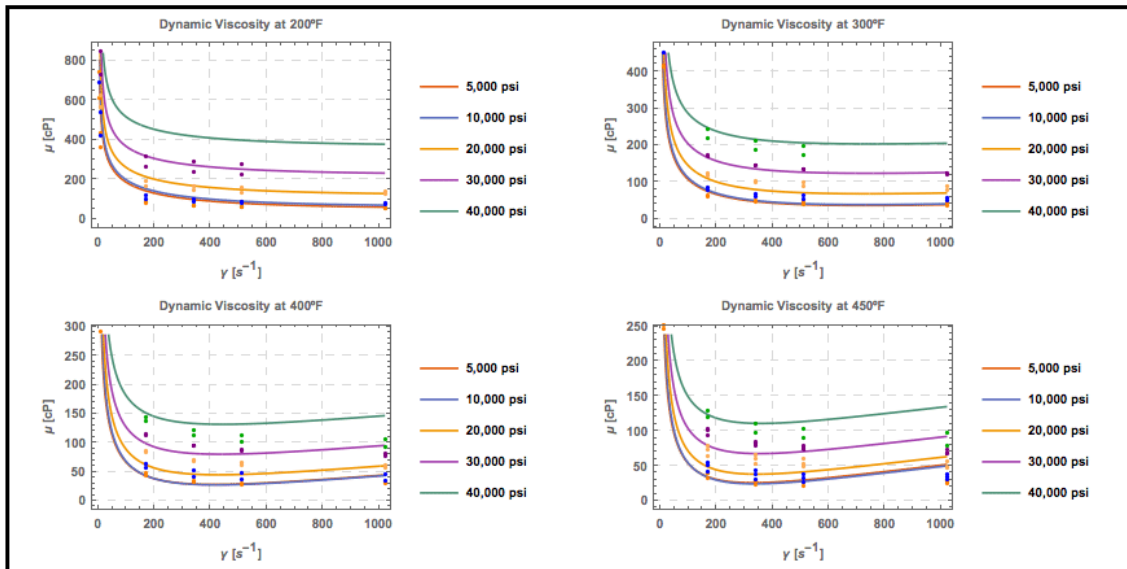 Dynamic Viscosity at 200ºF
μ [cP]
800
600
400
200
0
0 200 400 600 800 1000
γ [s⁻¹]
5,000 psi
10,000 psi
20,000 psi
30,000 psi
40,000 psi
Dynamic Viscosity at 300ºF
μ [cP]
400
300
200
100
0
0 200 400 600 800 1000
γ [s⁻¹]
5,000 psi
10,000 psi
20,000 psi
30,000 psi
40,000 psi
Dynamic Viscosity at 400ºF
μ [cP]
300
250
200
150
100
50
0
0 200 400 600 800 1000
γ [s⁻¹]
5,000 psi
10,000 psi
20,000 psi
30,000 psi
40,000 psi
Dynamic Viscosity at 450ºF
μ [cP]
250
200
150
100
50
0
0 200 400 600 800 1000
γ [s⁻¹]
5,000 psi
10,000 psi
20,000 psi
30,000 psi
40,000 psi